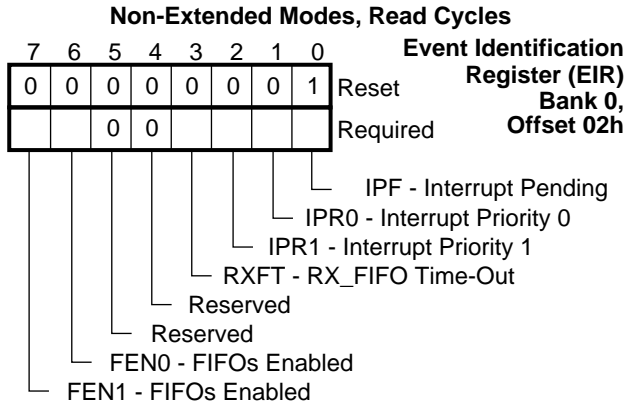 Non-Extended Modes, Read Cycles
7 6 5 4 3 2 1 0
Event Identification
Register (EIR)
Bank 0,
Offset 02h
0 0 0 0 0 0 0 1 Reset
0 0 Required
IPF - Interrupt Pending
IPR0 - Interrupt Priority 0
IPR1 - Interrupt Priority 1
RXFT - RX_FIFO Time-Out
Reserved
Reserved
FEN0 - FIFOs Enabled
FEN1 - FIFOs Enabled